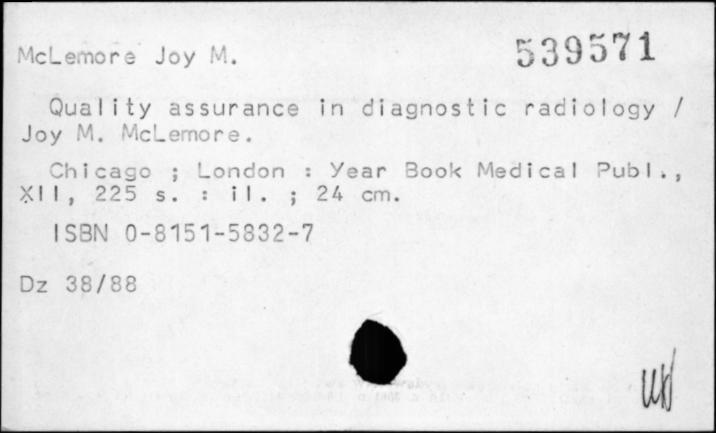 McLemore Joy M.
539571
Quality assurance in diagnostic radiology /
Joy M. McLemore.
Chicago ; London : Year Book Medical Publ.,
XII, 225 s. : il. ; 24 cm.
ISBN 0-8151-5832-7
Dz 38/88